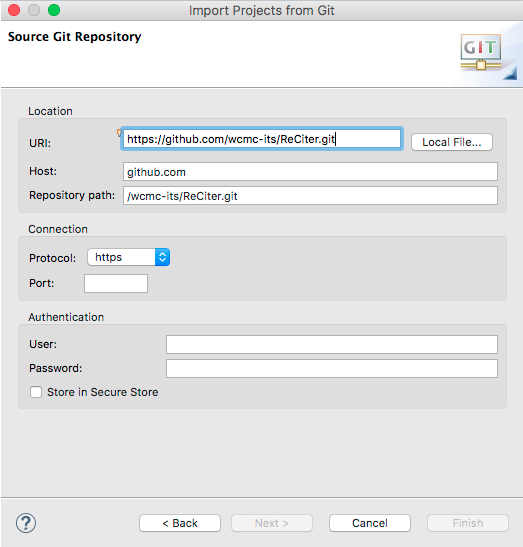 Import Projects from Git
Source Git Repository
GIT
Location
URI: https://github.com/wcmc-its/ReCiter.git Local File...
Host: github.com
Repository path: /wcmc-its/ReCiter.git
Connection
Protocol: https
Port:
Authentication
User:
Password:
Store in Secure Store
? < Back Next > Cancel Finish